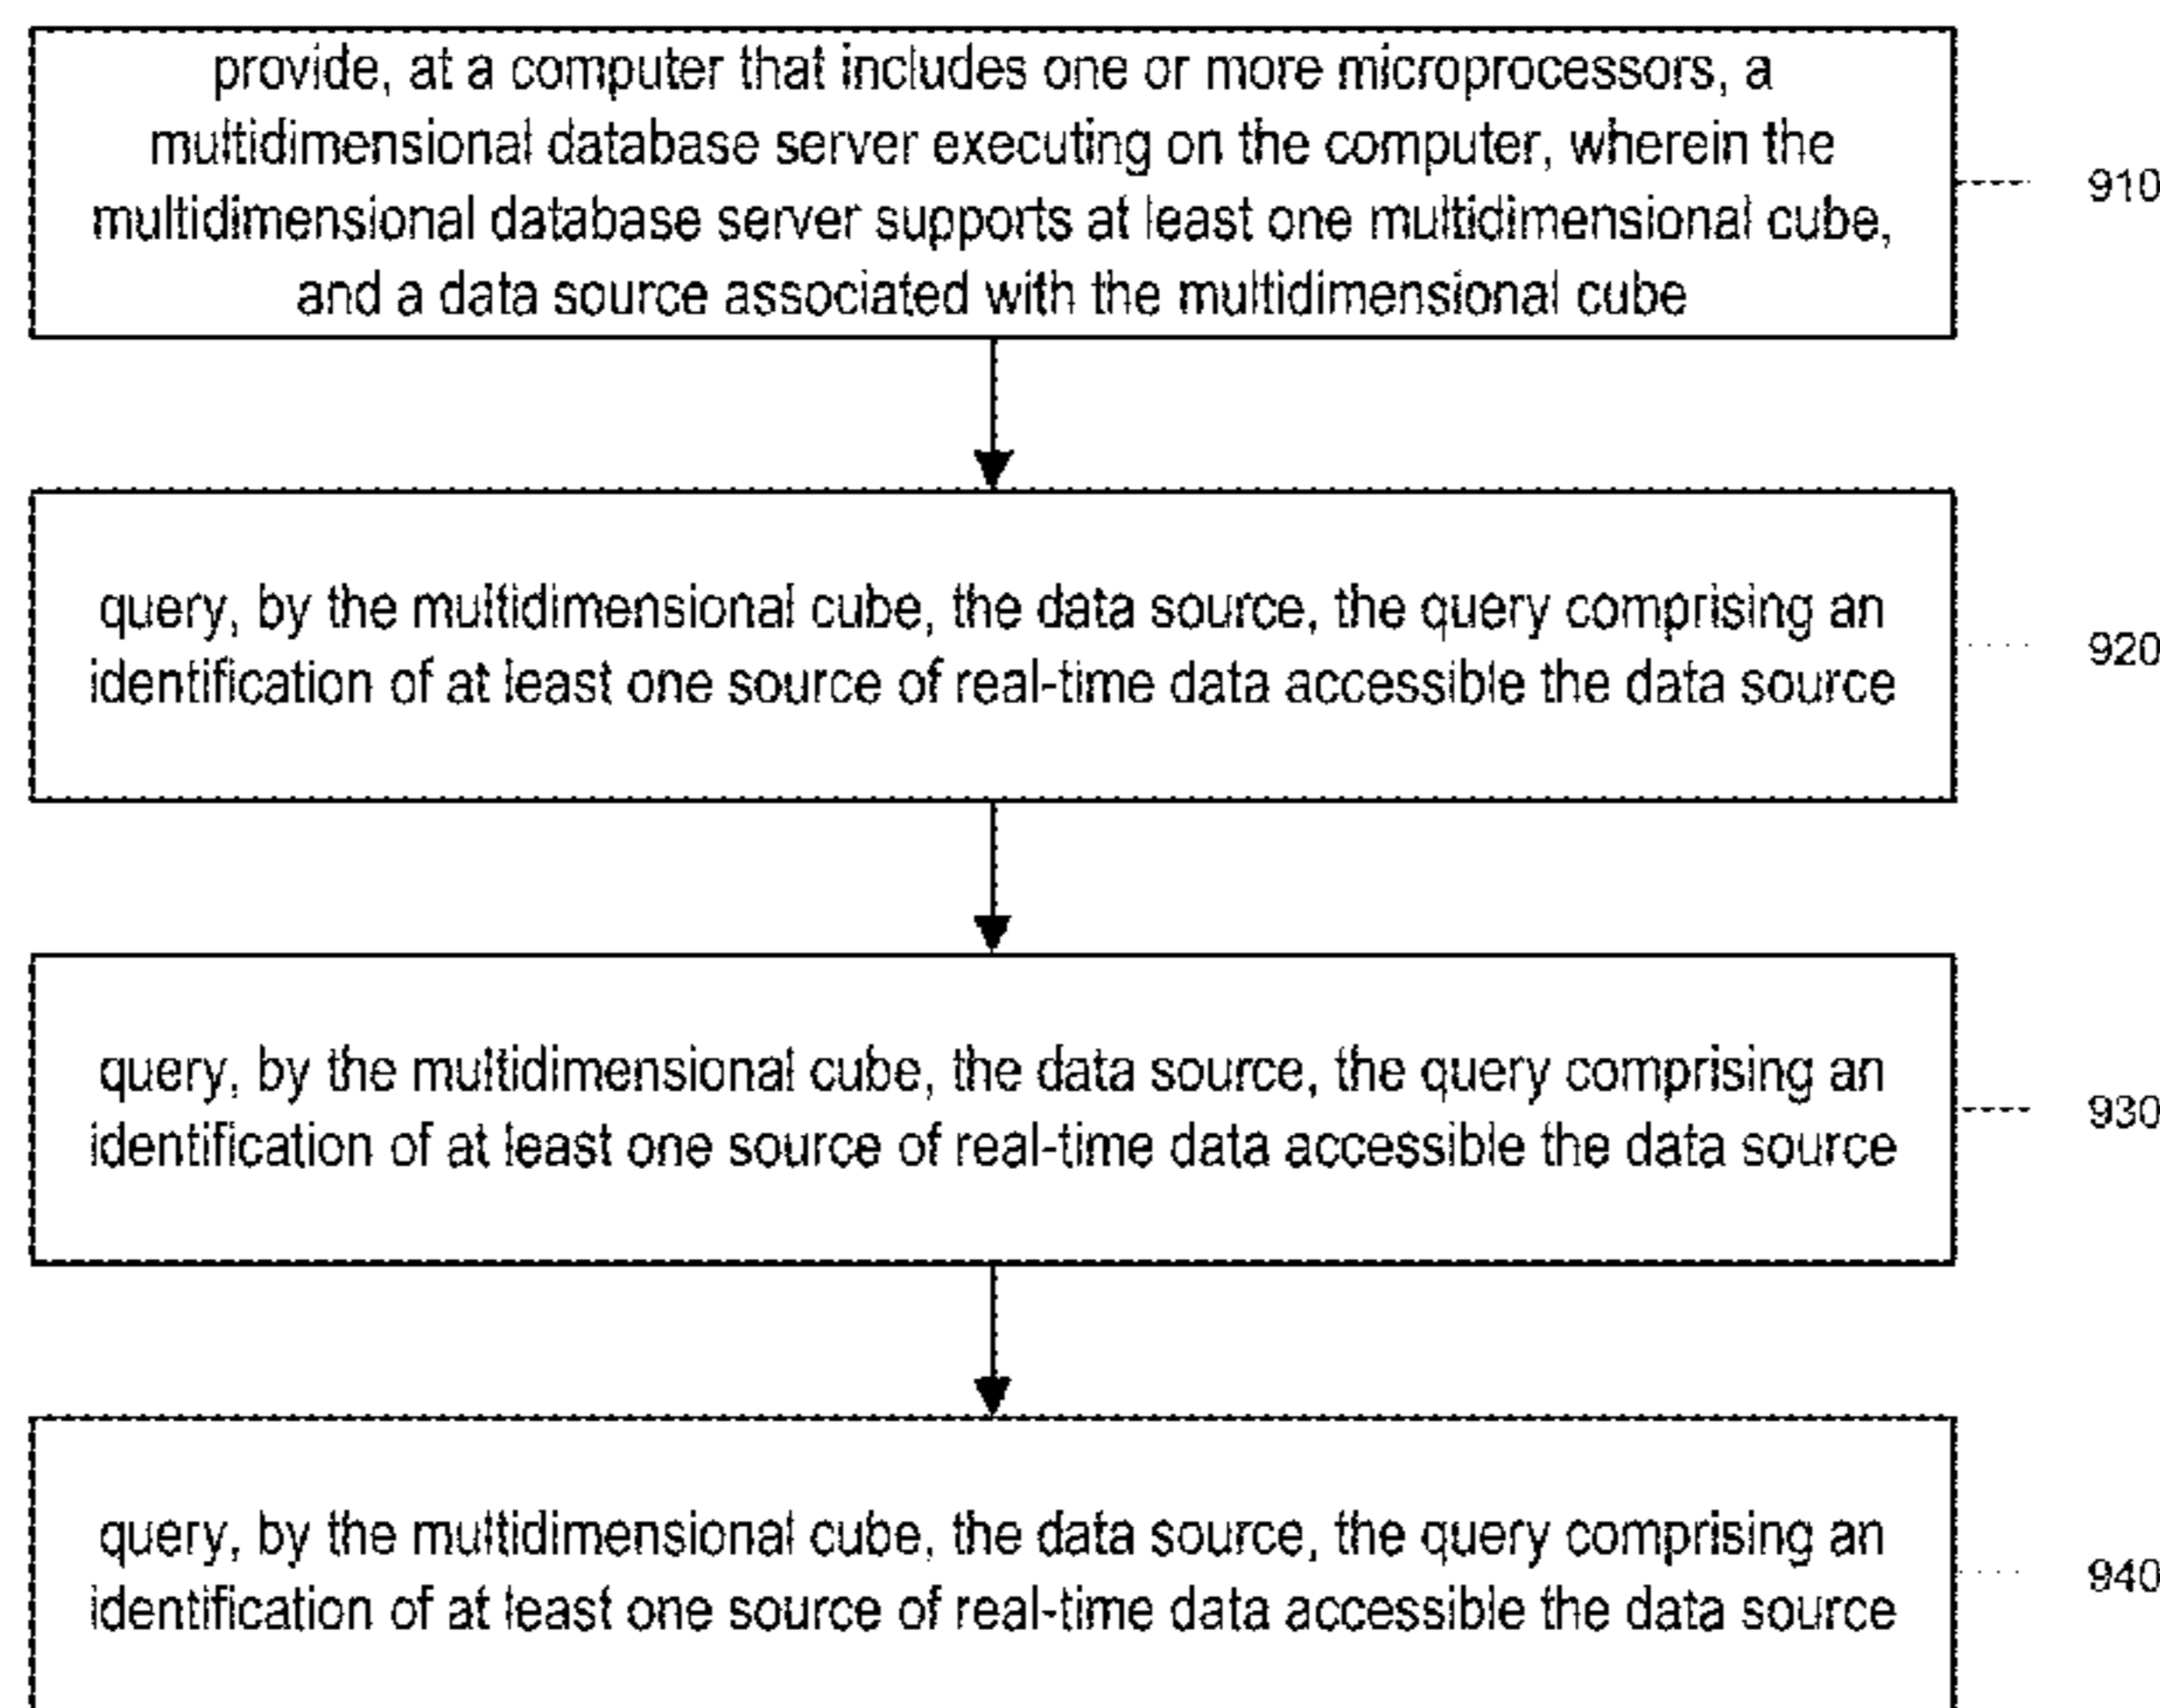 provide, at a computer that includes one or more microprocessors, a
multidimensional database server executing on the computer, wherein the
multidimensional database server supports at least one multidimensional cube,
and a data source associated with the multidimensional cube
910
query, by the multidimensional cube, the data source, the query comprising an
identification of at least one source of real-time data accessible the data source
920
query, by the multidimensional cube, the data source, the query comprising an
identification of at least one source of real-time data accessible the data source
930
query, by the multidimensional cube, the data source, the query comprising an
identification of at least one source of real-time data accessible the data source
940